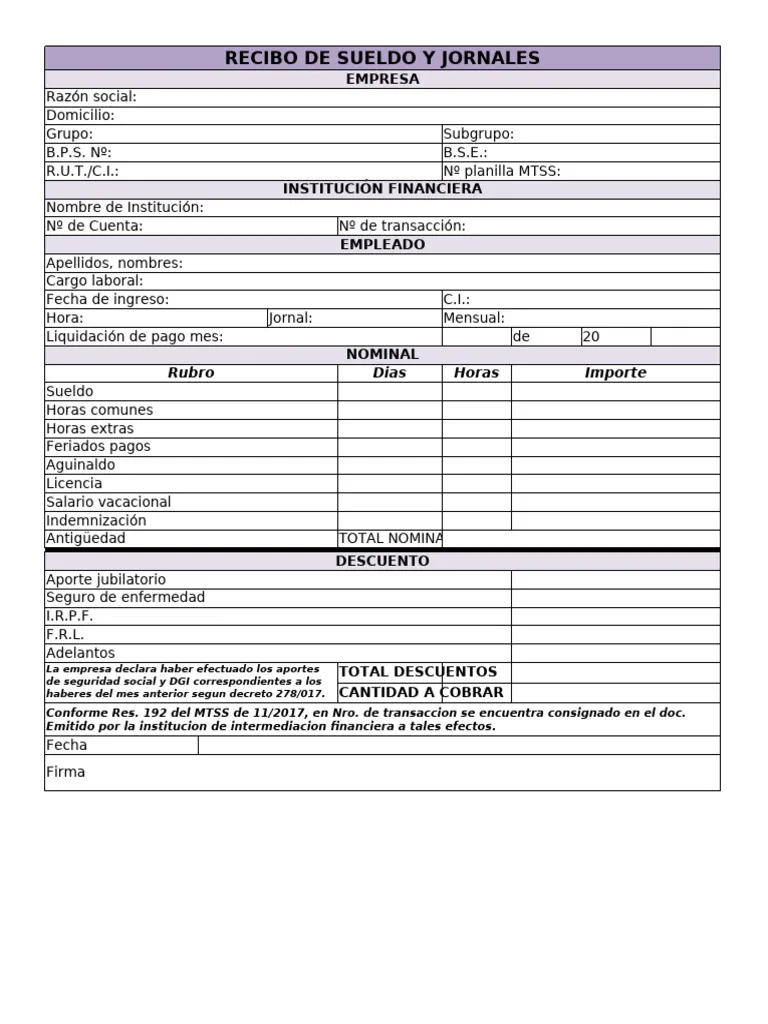 RECIBO DE SUELDO Y JORNALES
EMPRESA
Razón social:
Domicilio:
Grupo: Subgrupo:
B.P.S. Nº: B.S.E.:
R.U.T./C.I.: Nº planilla MTSS:
INSTITUCIÓN FINANCIERA
Nombre de Institución:
Nº de Cuenta: Nº de transacción:
EMPLEADO
Apellidos, nombres:
Cargo laboral:
Fecha de ingreso: C.I.:
Hora: Jornal: Mensual:
Liquidación de pago mes: de 20
NOMINAL
Rubro Dias Horas Importe
Sueldo
Horas comunes
Horas extras
Feriados pagos
Aguinaldo
Licencia
Salario vacacional
Indemnización
Antigüedad TOTAL NOMINA
DESCUENTO
Aporte jubilatorio
Seguro de enfermedad
I.R.P.F.
F.R.L.
Adelantos
La empresa declara haber efectuado los aportes
de seguridad social y DGI correspondientes a los
haberes del mes anterior segun decreto 278/017.
TOTAL DESCUENTOS
CANTIDAD A COBRAR
Conforme Res. 192 del MTSS de 11/2017, en Nro. de transaccion se encuentra consignado en el doc.
Emitido por la institucion de intermediacion financiera a tales efectos.
Fecha
Firma